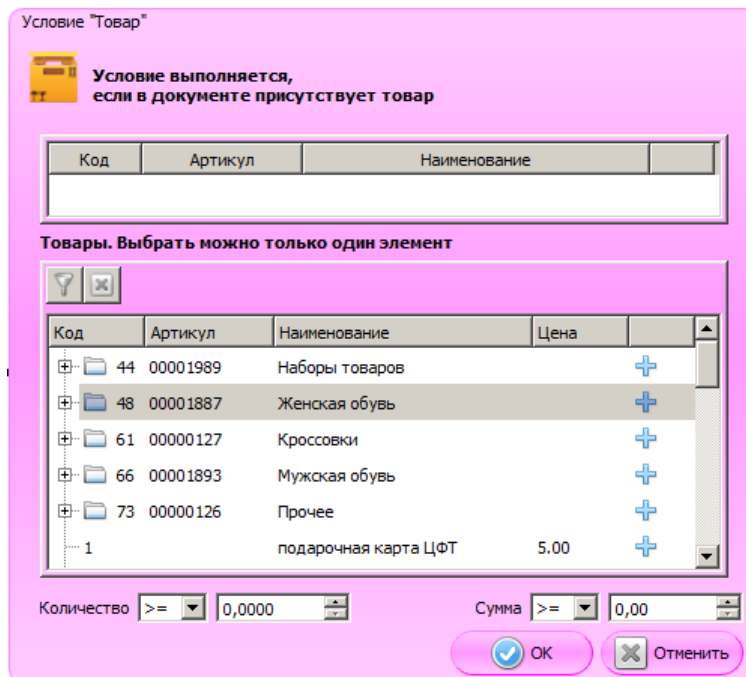 Условие "Товар"
Условие выполняется,
если в документе присутствует товар
Код Артикул Наименование
Товары. Выбрать можно только один элемент
Код Артикул Наименование Цена
44 00001989 Наборы товаров
48 00001887 Женская обувь
61 00000127 Кроссовки
66 00001893 Мужская обувь
73 00000126 Прочее
1 подарочная карта ЦФТ 5.00
Количество >= 0,0000 Сумма >= 0,00
ОК Отменить